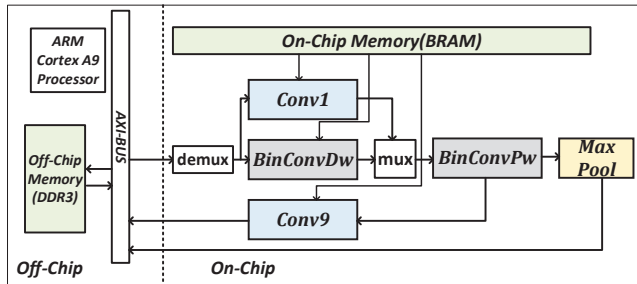 ARM
Cortex A9
Processor
On-Chip Memory(BRAM)
AXI-BUS
Conv1
Off-Chip
Memory
(DDR3)
demux
BinConvDw
mux
BinConvPw
Max
Pool
Conv9
Off-Chip
On-Chip